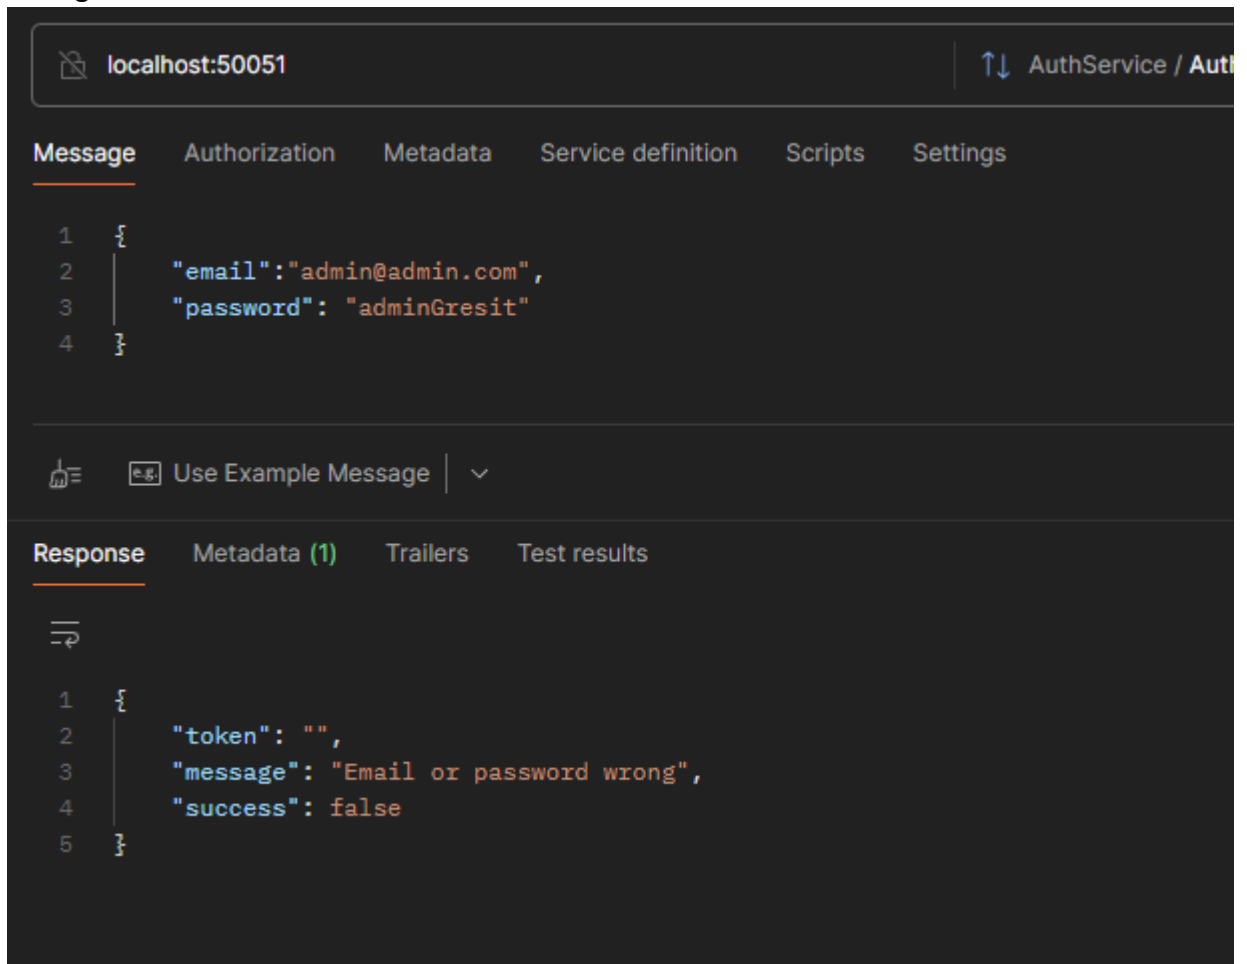 localhost:50051
AuthService / Auth
Message Authorization Metadata Service definition Scripts Settings
1 {
2 "email":"admin@admin.com",
3 "password": "adminGresit"
4 }
e.g. Use Example Message
Response Metadata (1) Trailers Test results
1 {
2 "token": "",
3 "message": "Email or password wrong",
4 "success": false
5 }